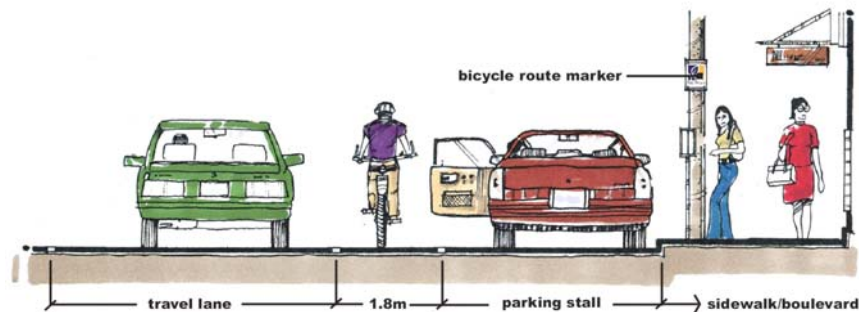 bicycle route marker
travel lane
1.8m
parking stall
sidewalk/boulevard